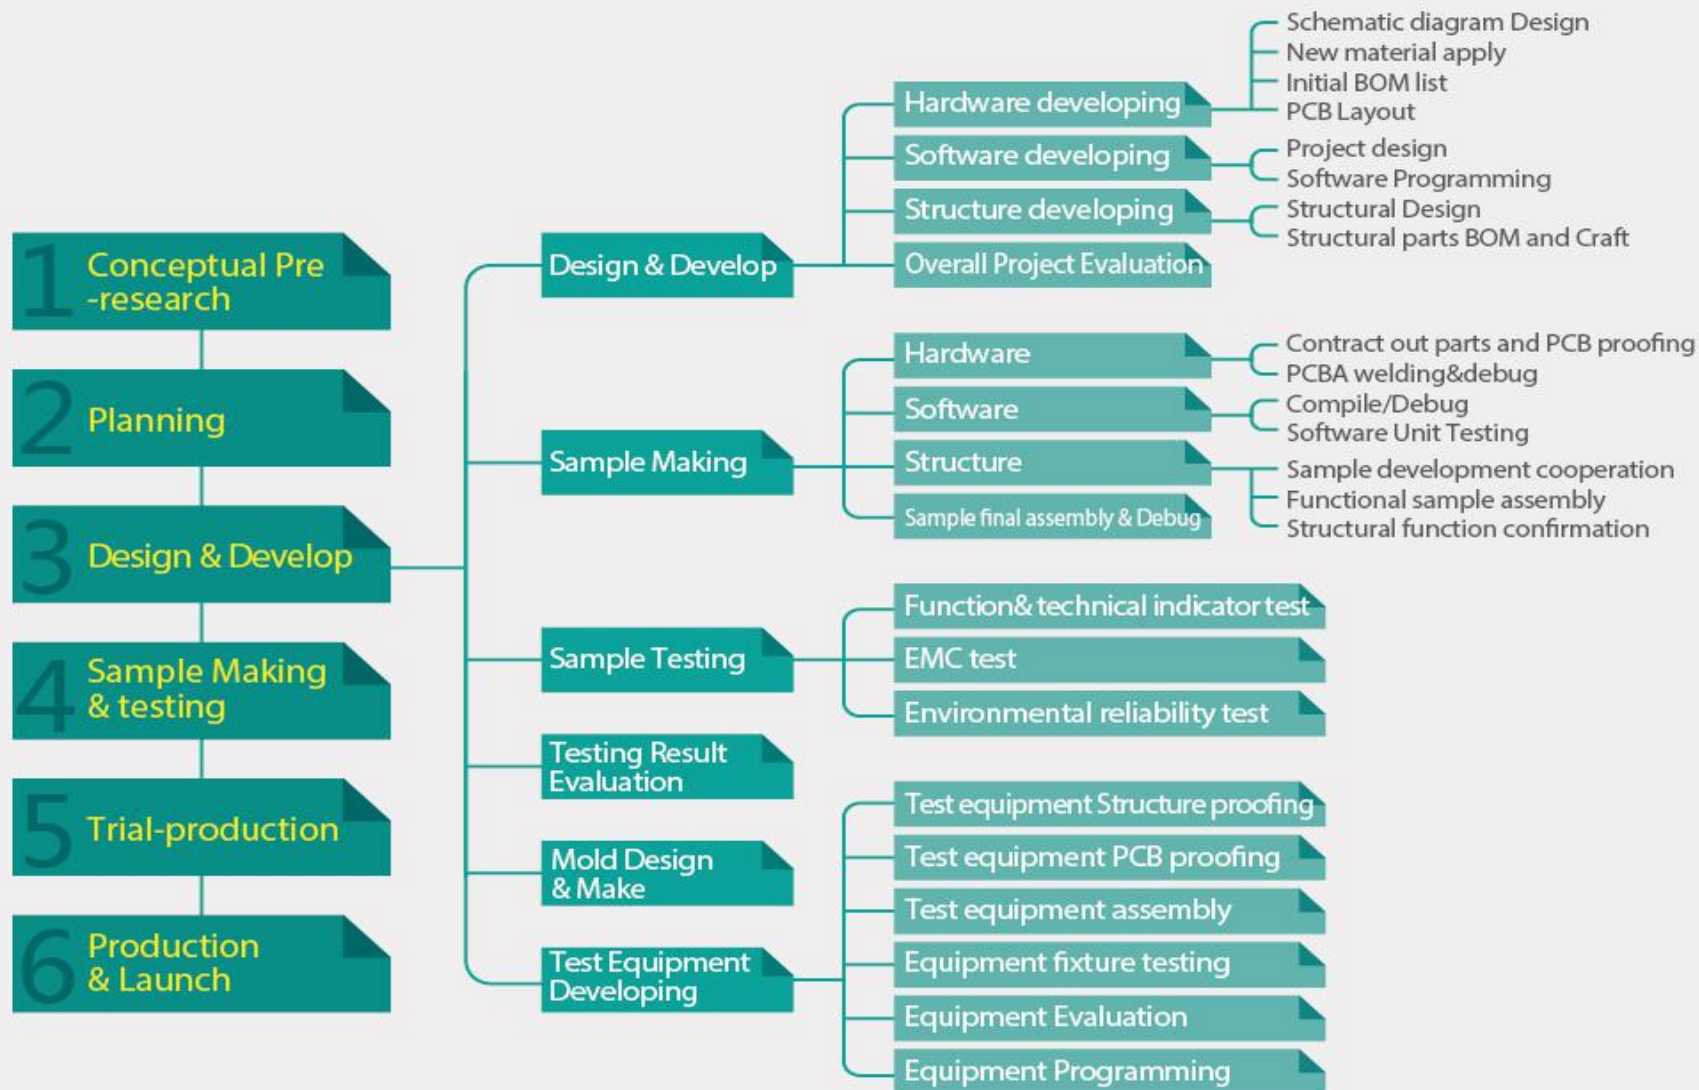 1
Conceptual Pre
-research
2
Planning
3
Design & Develop
4
Sample Making
& testing
5
Trial-production
6
Production
& Launch
Design & Develop
Hardware developing
Schematic diagram Design
New material apply
Initial BOM list
PCB Layout
Software developing
Project design
Software Programming
Structure developing
Structural Design
Structural parts BOM and Craft
Overall Project Evaluation
Sample Making
Hardware
Contract out parts and PCB proofing
PCBA welding&debug
Software
Compile/Debug
Software Unit Testing
Structure
Sample development cooperation
Functional sample assembly
Structural function confirmation
Sample final assembly & Debug
Sample Testing
Function& technical indicator test
EMC test
Environmental reliability test
Testing Result
Evaluation
Mold Design
& Make
Test Equipment
Developing
Test equipment Structure proofing
Test equipment PCB proofing
Test equipment assembly
Equipment fixture testing
Equipment Evaluation
Equipment Programming